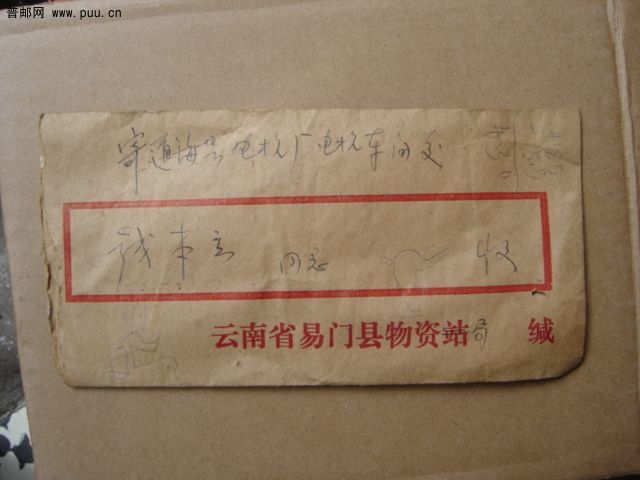 普邮网 www.puu.cn
寄通海县电机厂电机车间交
钱本立 同志 收
云南省易门县物资站局 缄